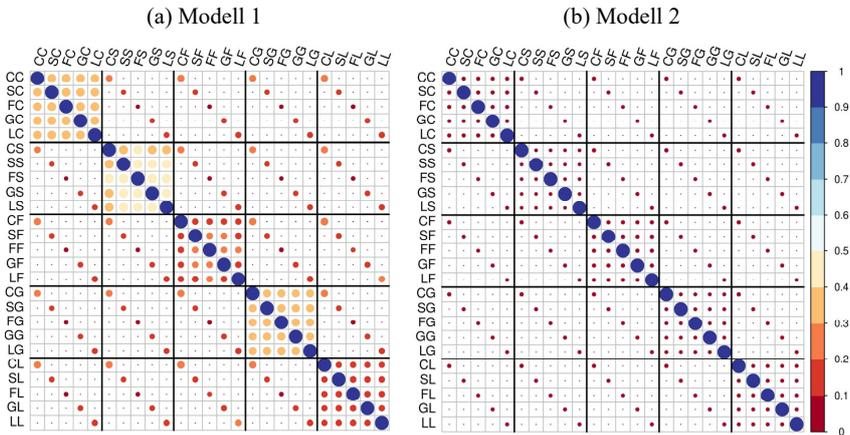 (a) Modell 1
(b) Modell 2
CC SC FC GC LC CS SS FS GS LS CF SF FF GF LF CG SG FG GG LG CL SL FL GL LL
CC SC FC GC LC CS SS FS GS LS CF SF FF GF LF CG SG FG GG LG CL SL FL GL LL
CC CC 1
SC SC 0.9
FC FC
GC GC 0.8
LC LC
CS CS 0.7
SS SS
FS FS 0.6
GS GS
LS LS 0.5
CF CF
SF SF
FF FF 0.4
GF GF
LF LF 0.3
CG CG
SG SG
FG FG 0.2
GG GG
LG LG
CL CL
SL SL
FL FL 0.1
GL GL
LL LL 0